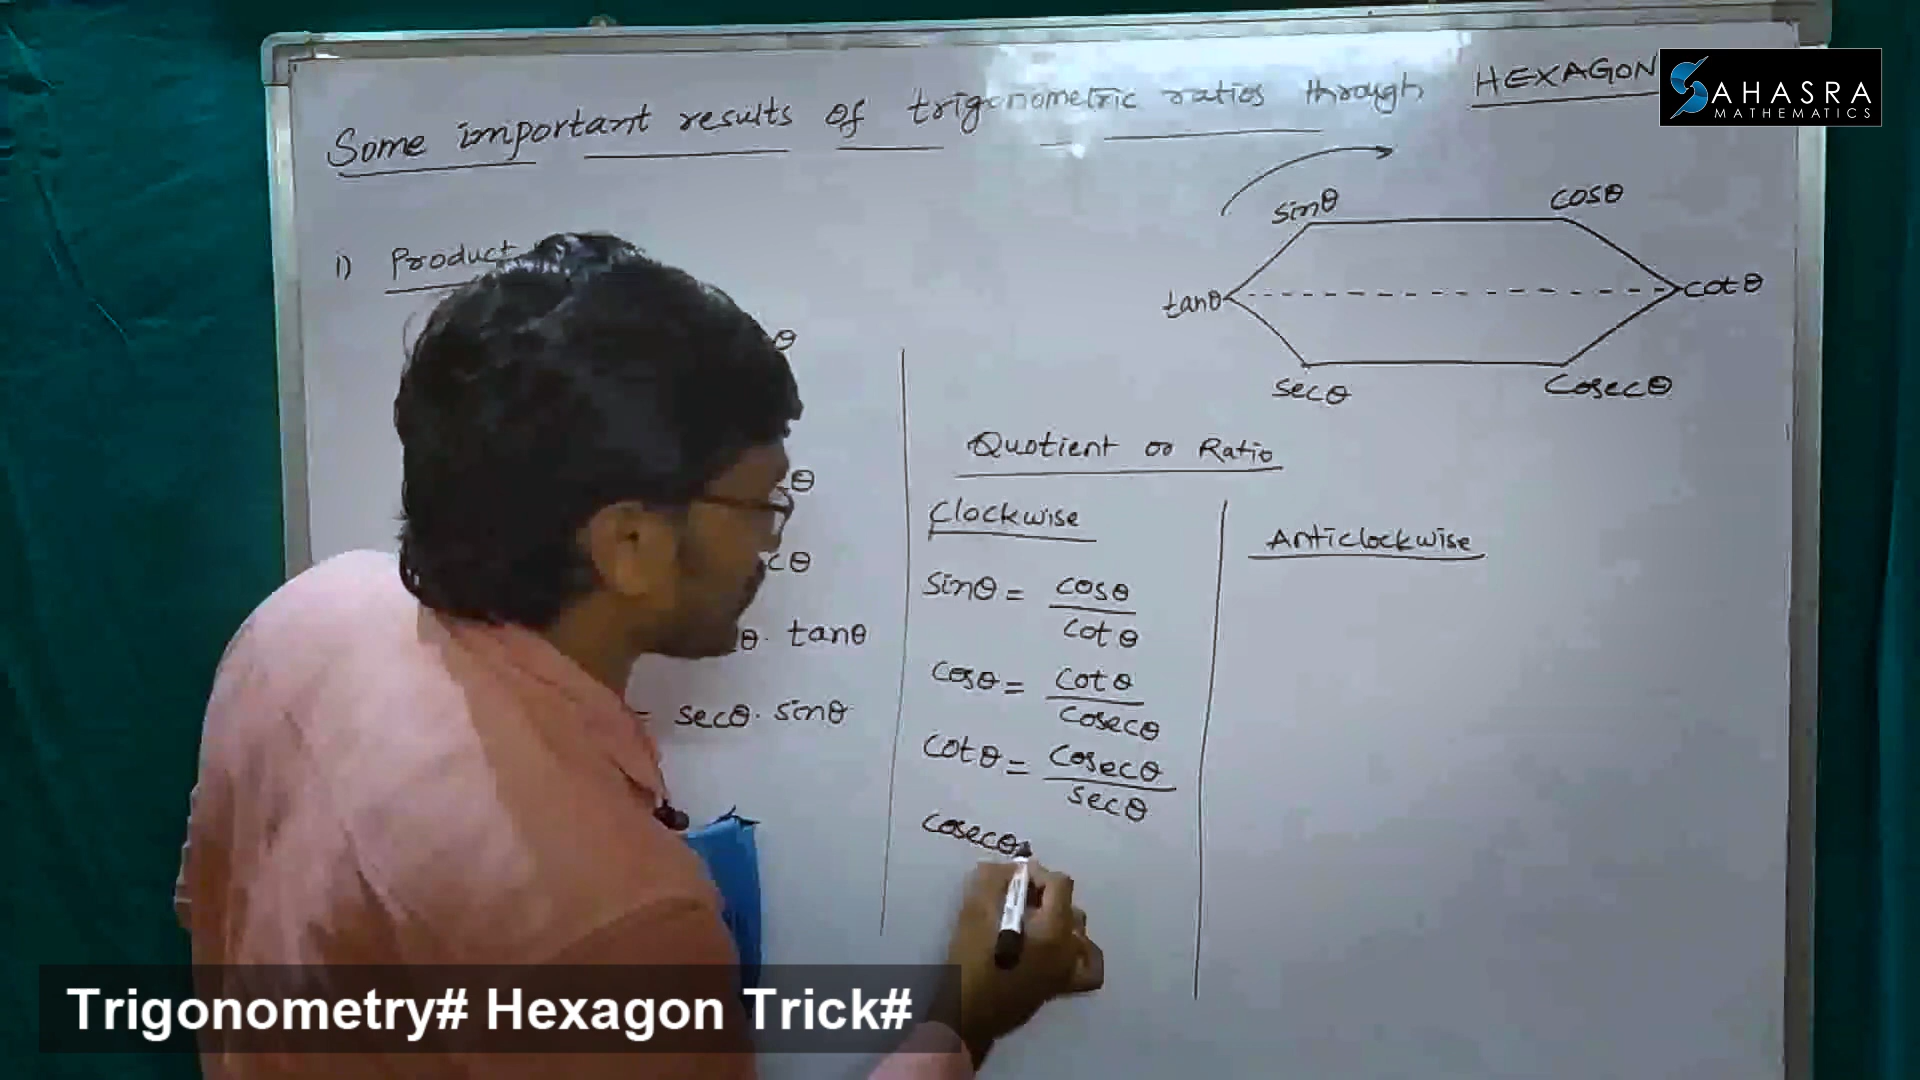 Some important results of trigonometric ratios through HEXAGON
SAHASRA
MATHEMATICS
sinθ cosθ
tanθ cotθ
secθ cosecθ
1) Product
θ
θ
cθ
θ. tanθ
= secθ. sinθ
Quotient or Ratio
Clockwise
sinθ = cosθ
cotθ
cosθ = cotθ
cosecθ
cotθ = cosecθ
secθ
cosecθ
Anticlockwise
Trigonometry# Hexagon Trick#